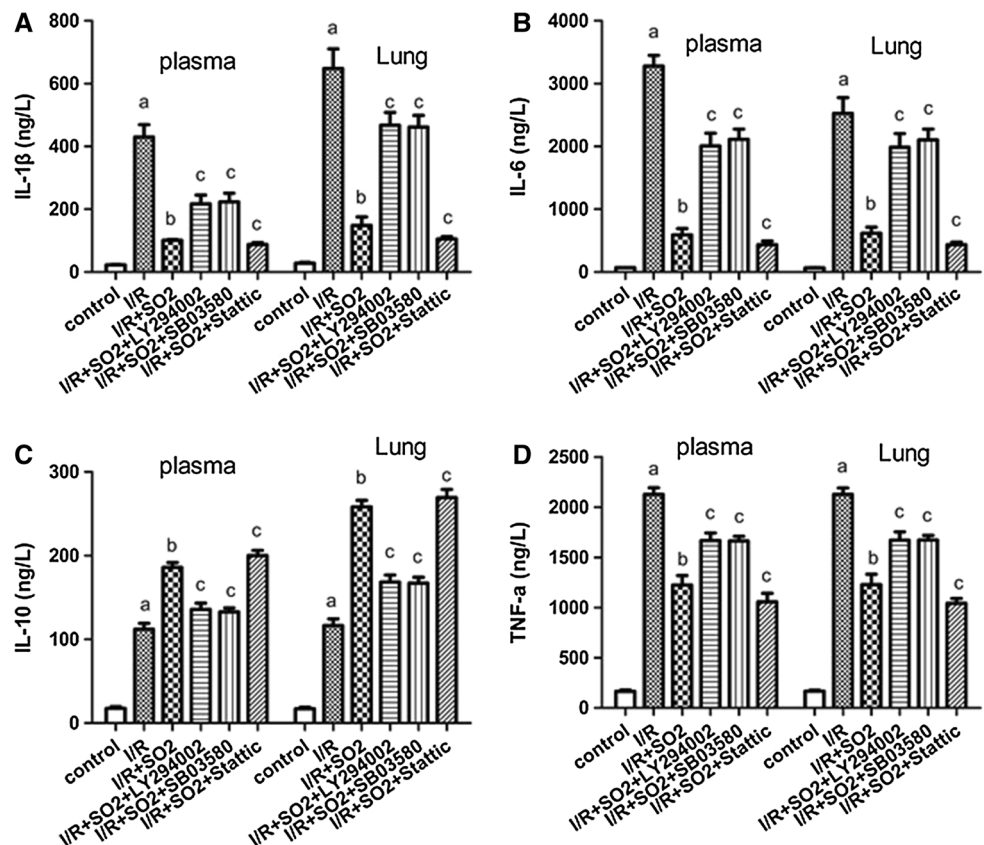 A
IL-1β (ng/L)
800
600
400
200
0
plasma
Lung
a
b
c
c
c
a
b
c
c
c
control
I/R
I/R+SO2
I/R+SO2+LY294002
I/R+SO2+SB03580
I/R+SO2+Stattic
control
I/R
I/R+SO2
I/R+SO2+LY294002
I/R+SO2+SB03580
I/R+SO2+Stattic
B
IL-6 (ng/L)
4000
3000
2000
1000
0
plasma
Lung
a
b
c
c
c
a
b
c
c
c
control
I/R
I/R+SO2
I/R+SO2+LY294002
I/R+SO2+SB03580
I/R+SO2+Stattic
control
I/R
I/R+SO2
I/R+SO2+LY294002
I/R+SO2+SB03580
I/R+SO2+Stattic
C
IL-10 (ng/L)
300
200
100
0
plasma
Lung
a
b
c
c
c
a
b
c
c
c
control
I/R
I/R+SO2
I/R+SO2+LY294002
I/R+SO2+SB03580
I/R+SO2+Stattic
control
I/R
I/R+SO2
I/R+SO2+LY294002
I/R+SO2+SB03580
I/R+SO2+Stattic
D
TNF-a (ng/L)
2500
2000
1500
1000
500
0
plasma
Lung
a
b
c
c
c
a
b
c
c
c
control
I/R
I/R+SO2
I/R+SO2+LY294002
I/R+SO2+SB03580
I/R+SO2+Stattic
control
I/R
I/R+SO2
I/R+SO2+LY294002
I/R+SO2+SB03580
I/R+SO2+Stattic